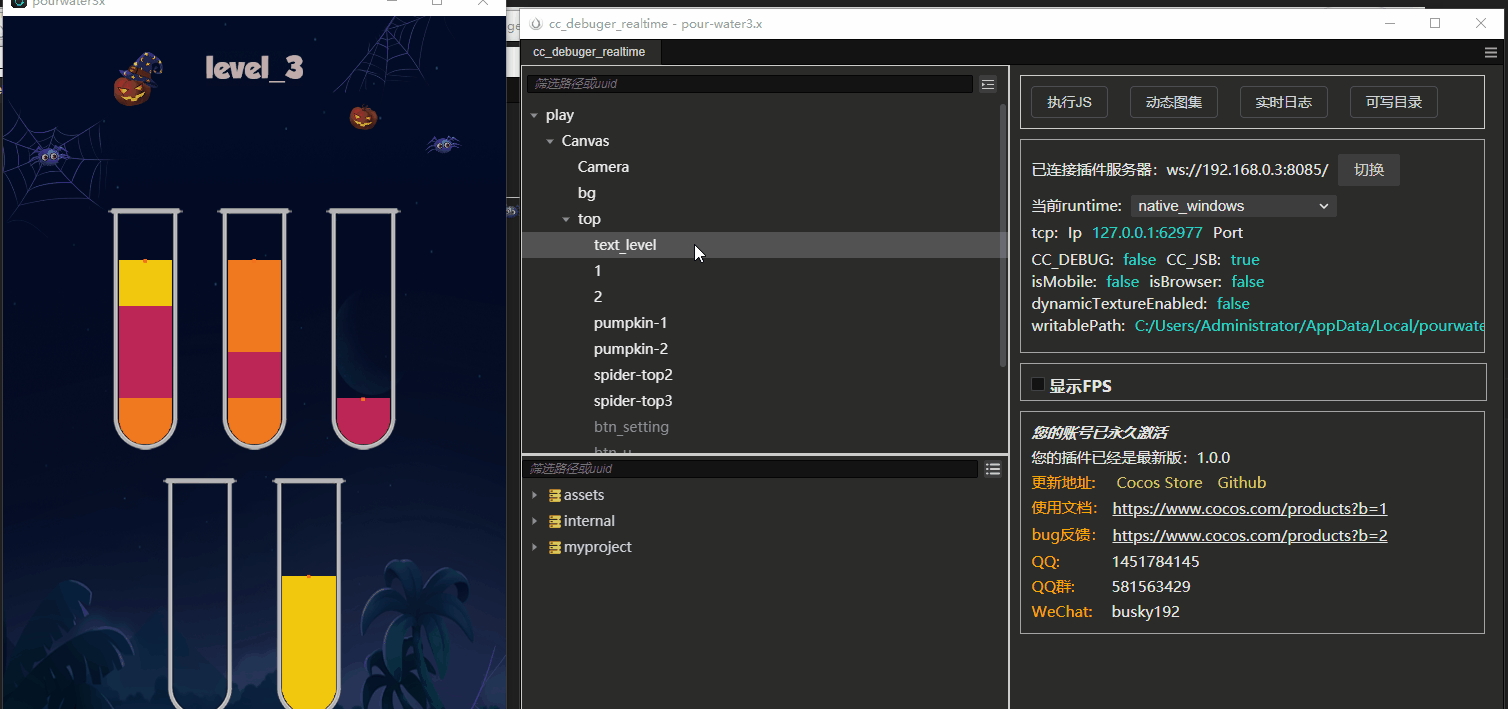 pourwater3x
level_3
cc_debuger_realtime - pour-water3.x
cc_debuger_realtime
筛选路径或uuid
play
Canvas
Camera
bg
top
text_level
1
2
pumpkin-1
pumpkin-2
spider-top2
spider-top3
btn_setting
筛选路径或uuid
assets
internal
myproject
执行JS 动态图集 实时日志 可写目录
已连接插件服务器：ws://192.168.0.3:8085/ 切换
当前runtime: native_windows
tcp: Ip 127.0.0.1:62977 Port
CC_DEBUG: false CC_JSB: true
isMobile: false isBrowser: false
dynamicTextureEnabled: false
writablePath: C:/Users/Administrator/AppData/Local/pourwate
显示FPS
您的账号已永久激活
您的插件已经是最新版：1.0.0
更新地址: Cocos Store Github
使用文档: https://www.cocos.com/products?b=1
bug反馈: https://www.cocos.com/products?b=2
QQ: 1451784145
QQ群: 581563429
WeChat: busky192